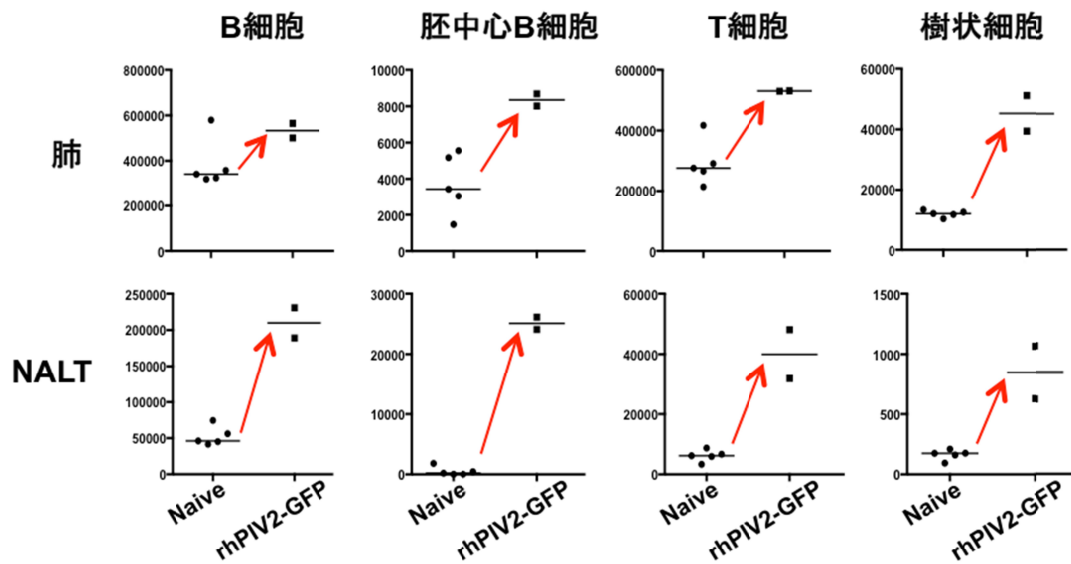 B細胞
胚中心B細胞
T細胞
樹状細胞
肺
800000
600000
400000
200000
0
10000
8000
6000
4000
2000
0
600000
400000
200000
0
60000
40000
20000
0
NALT
250000
200000
150000
100000
50000
0
30000
20000
10000
0
60000
40000
20000
0
1500
1000
500
0
Naive
rhPIV2-GFP
Naive
rhPIV2-GFP
Naive
rhPIV2-GFP
Naive
rhPIV2-GFP